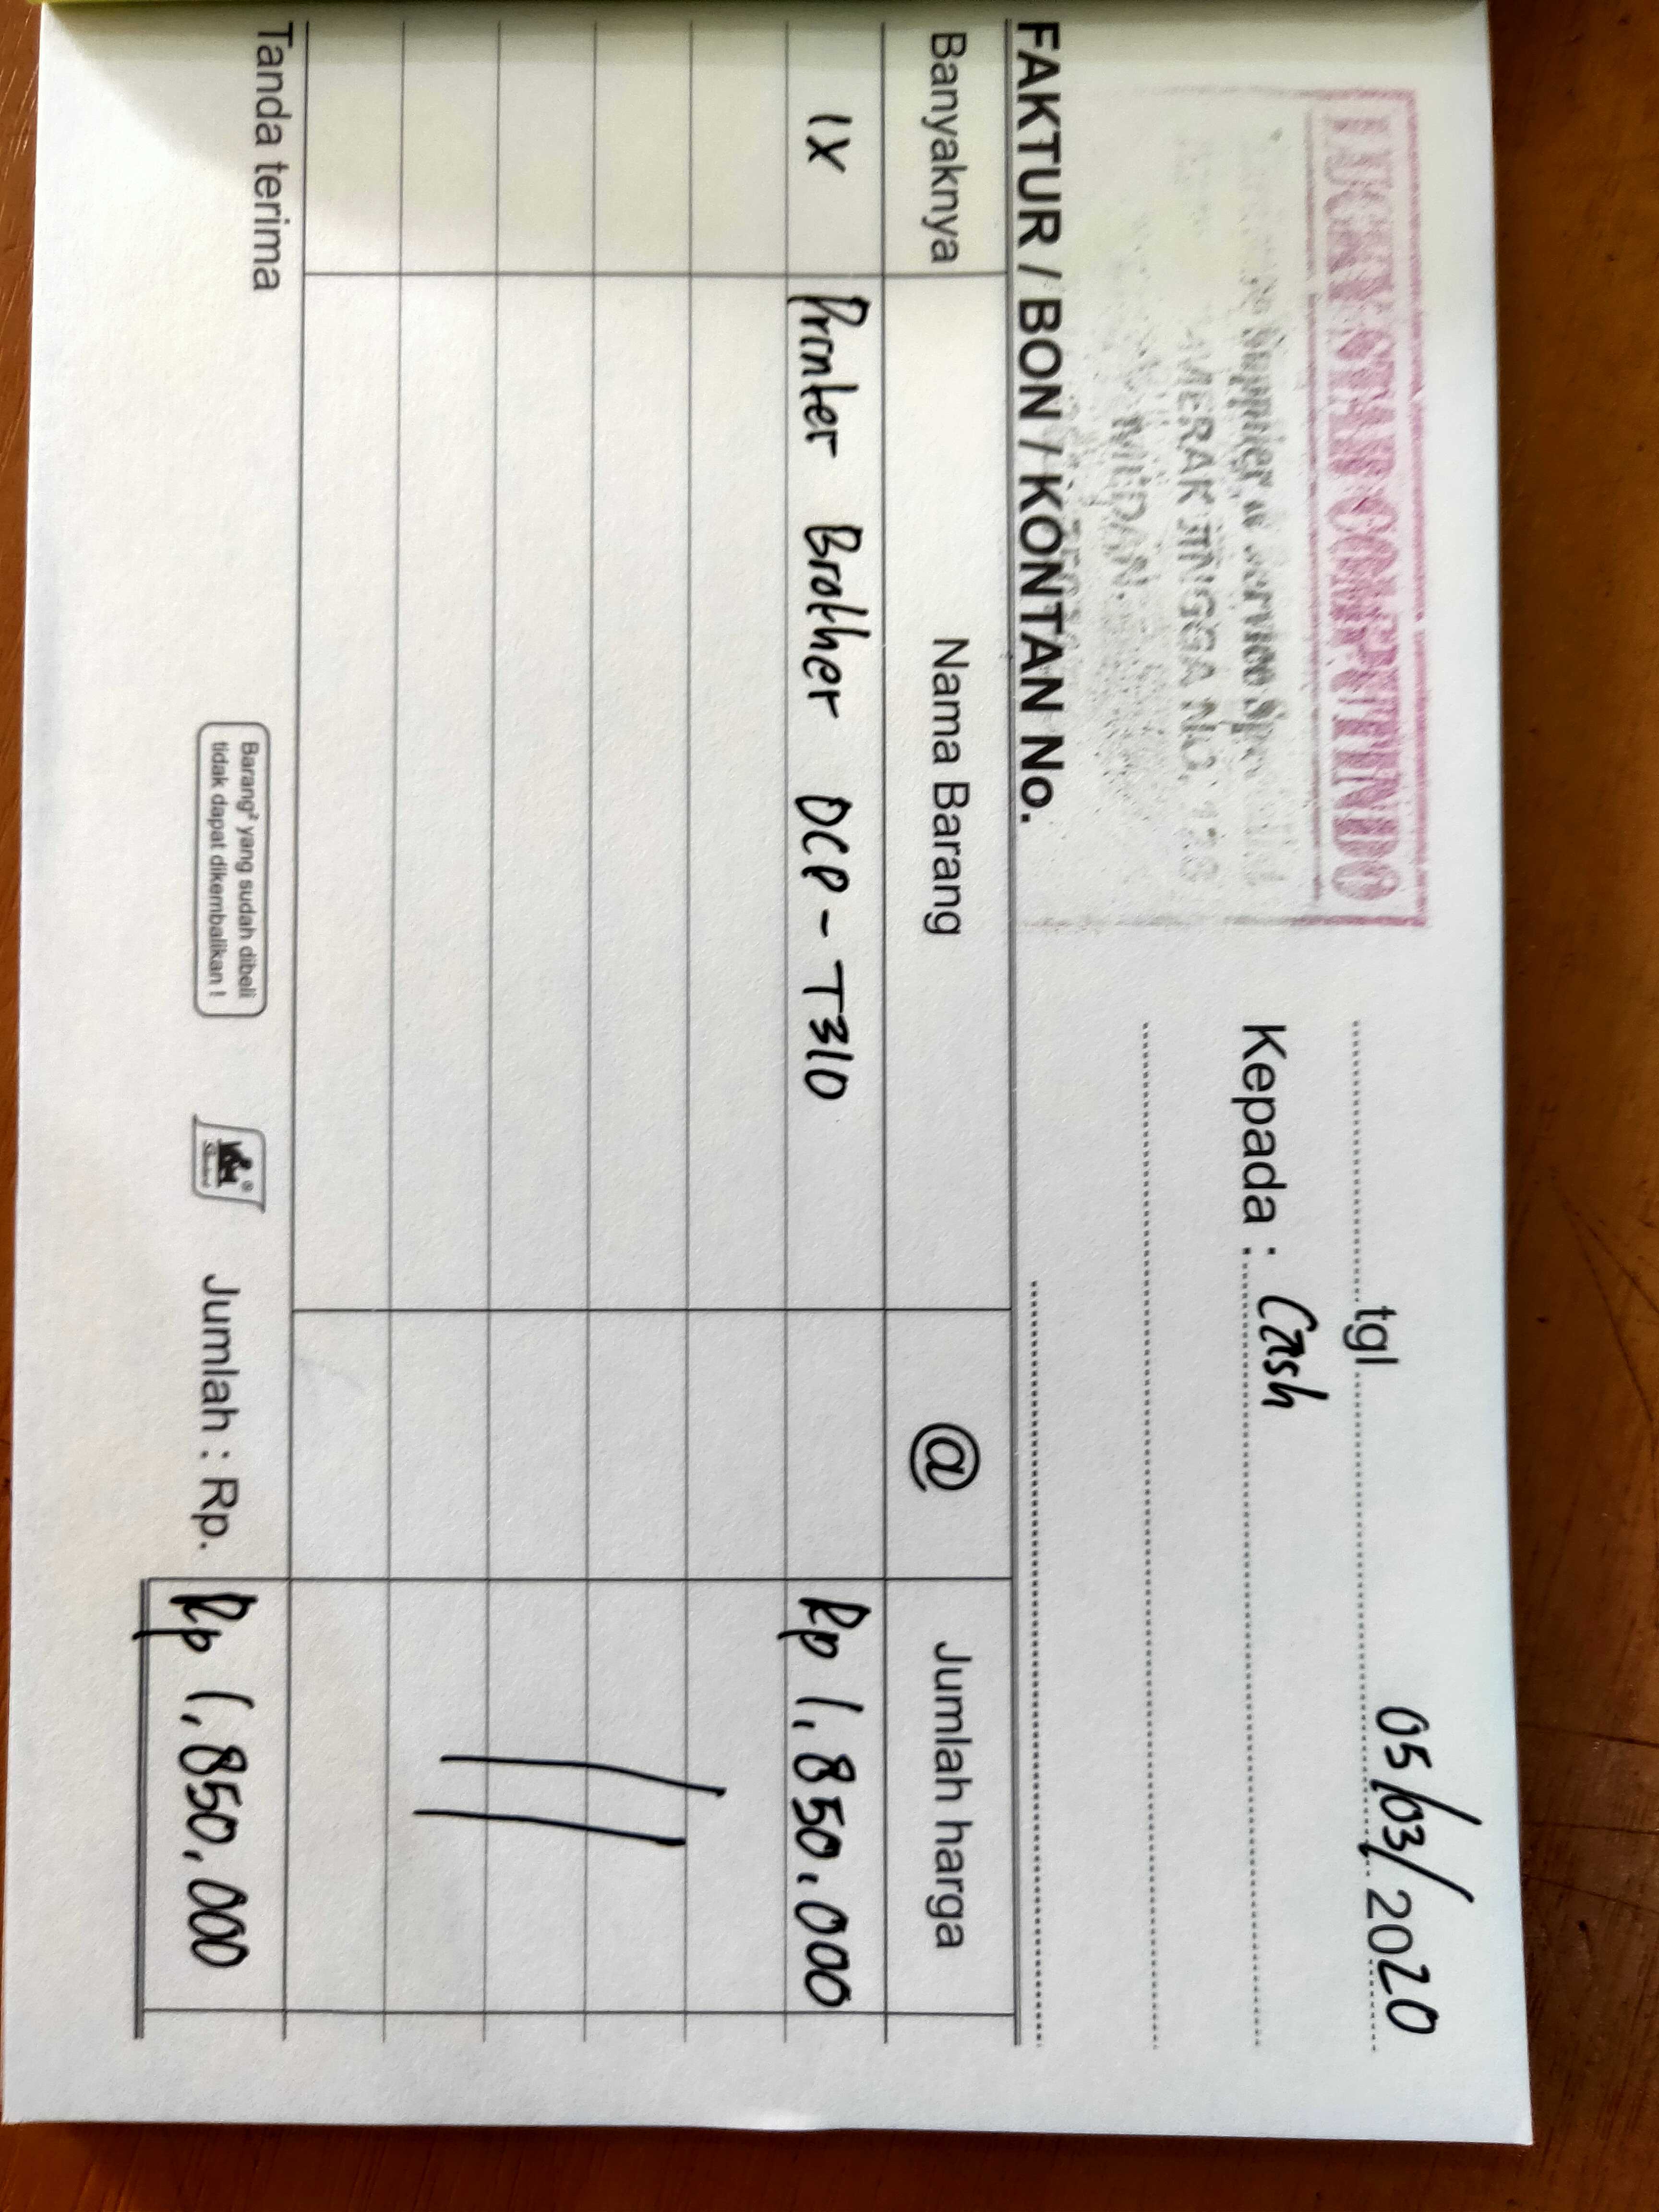 LUCKY STAR COMPUTINDO
Supplier & Service
MERAK JINGGA NO.
MEDAN.
tgl 05/03/2020
Kepada : Cash
FAKTUR / BON / KONTAN No.
Banyaknya Nama Barang @ Jumlah harga
1X Printer Brother DCP-T310 Rp 1.850.000
Tanda terima
Barang² yang sudah dibeli
tidak dapat dikembalikan !
Jumlah : Rp. Rp 1.850.000